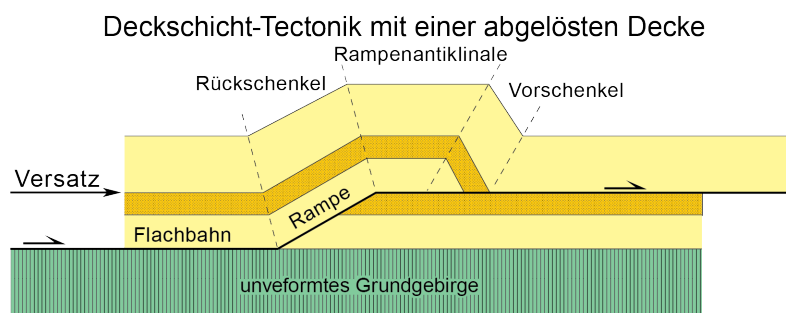 Deckschicht-Tectonik mit einer abgelösten Decke
Rampenantiklinale
Rückschenkel
Vorschenkel
Versatz
Rampe
Flachbahn
unveformtes Grundgebirge